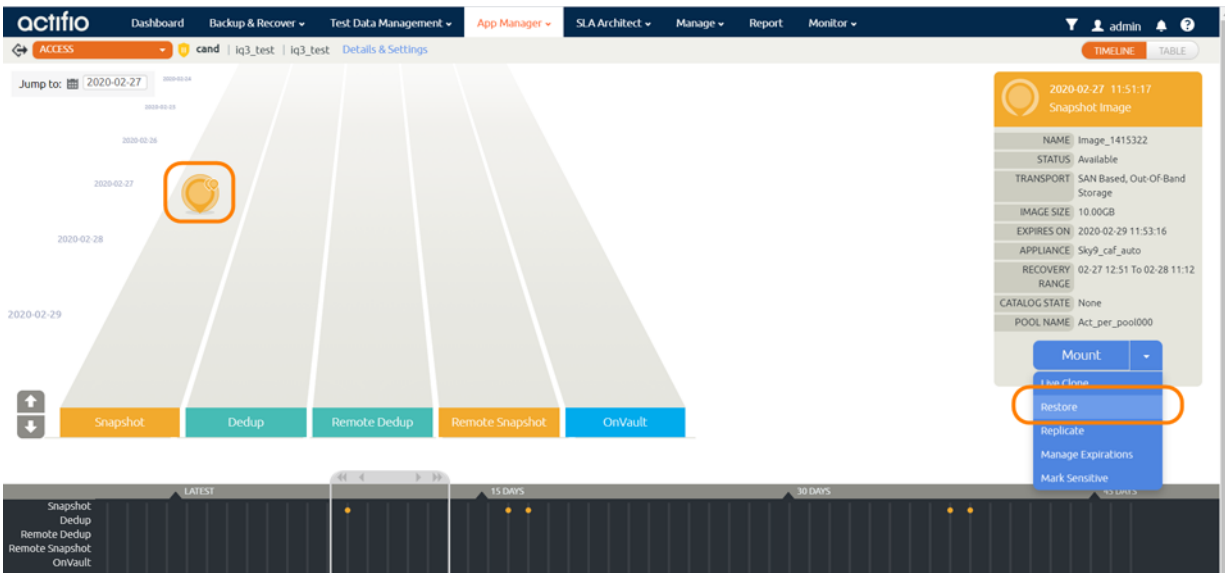 actifio
Dashboard Backup & Recover Test Data Management App Manager SLA Architect Manage Report Monitor admin
ACCESS cand | iq3_test | iq3_test Details & Settings TIMELINE TABLE
Jump to: 2020-02-27
2020-02-26
2020-02-27
2020-02-28
2020-02-29
2020-02-27 11:51:17
Snapshot Image
NAME Image_1415322
STATUS Available
TRANSPORT SAN Based, Out-Of-Band
Storage
IMAGE SIZE 10.00GB
EXPIRES ON 2020-02-29 11:53:16
APPLIANCE Sky9_caf_auto
RECOVERY 02-27 12:51 To 02-28 11:12
RANGE
CATALOG STATE None
POOL NAME Act_per_pool000
Mount
Live Clone
Restore
Replicate
Manage Expirations
Mark Sensitive
Snapshot Dedup Remote Dedup Remote Snapshot OnVault
LATEST 15 DAYS 30 DAYS 45 DAYS
Snapshot
Dedup
Remote Dedup
Remote Snapshot
OnVault